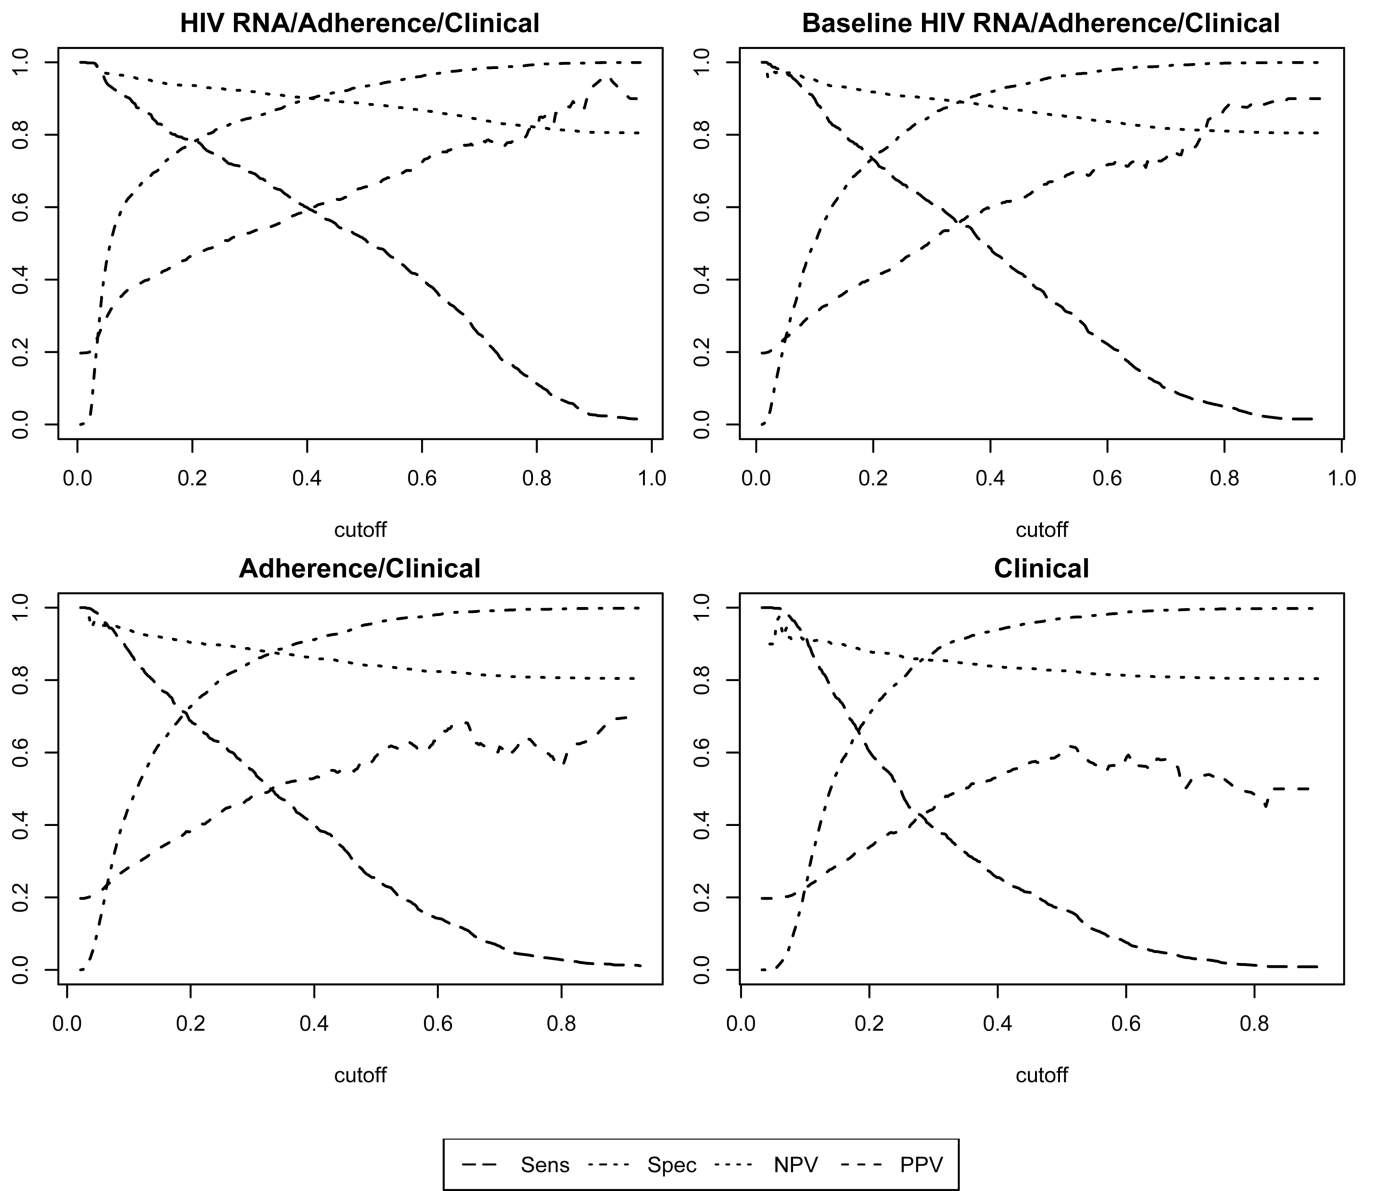 HIV RNA/Adherence/Clinical
0.0 0.2 0.4 0.6 0.8 1.0
0.0 0.2 0.4 0.6 0.8 1.0
cutoff
Baseline HIV RNA/Adherence/Clinical
0.0 0.2 0.4 0.6 0.8 1.0
0.0 0.2 0.4 0.6 0.8 1.0
cutoff
Adherence/Clinical
0.0 0.2 0.4 0.6 0.8 1.0
0.0 0.2 0.4 0.6 0.8
cutoff
Clinical
0.0 0.2 0.4 0.6 0.8 1.0
0.0 0.2 0.4 0.6 0.8
cutoff
Sens Spec NPV PPV